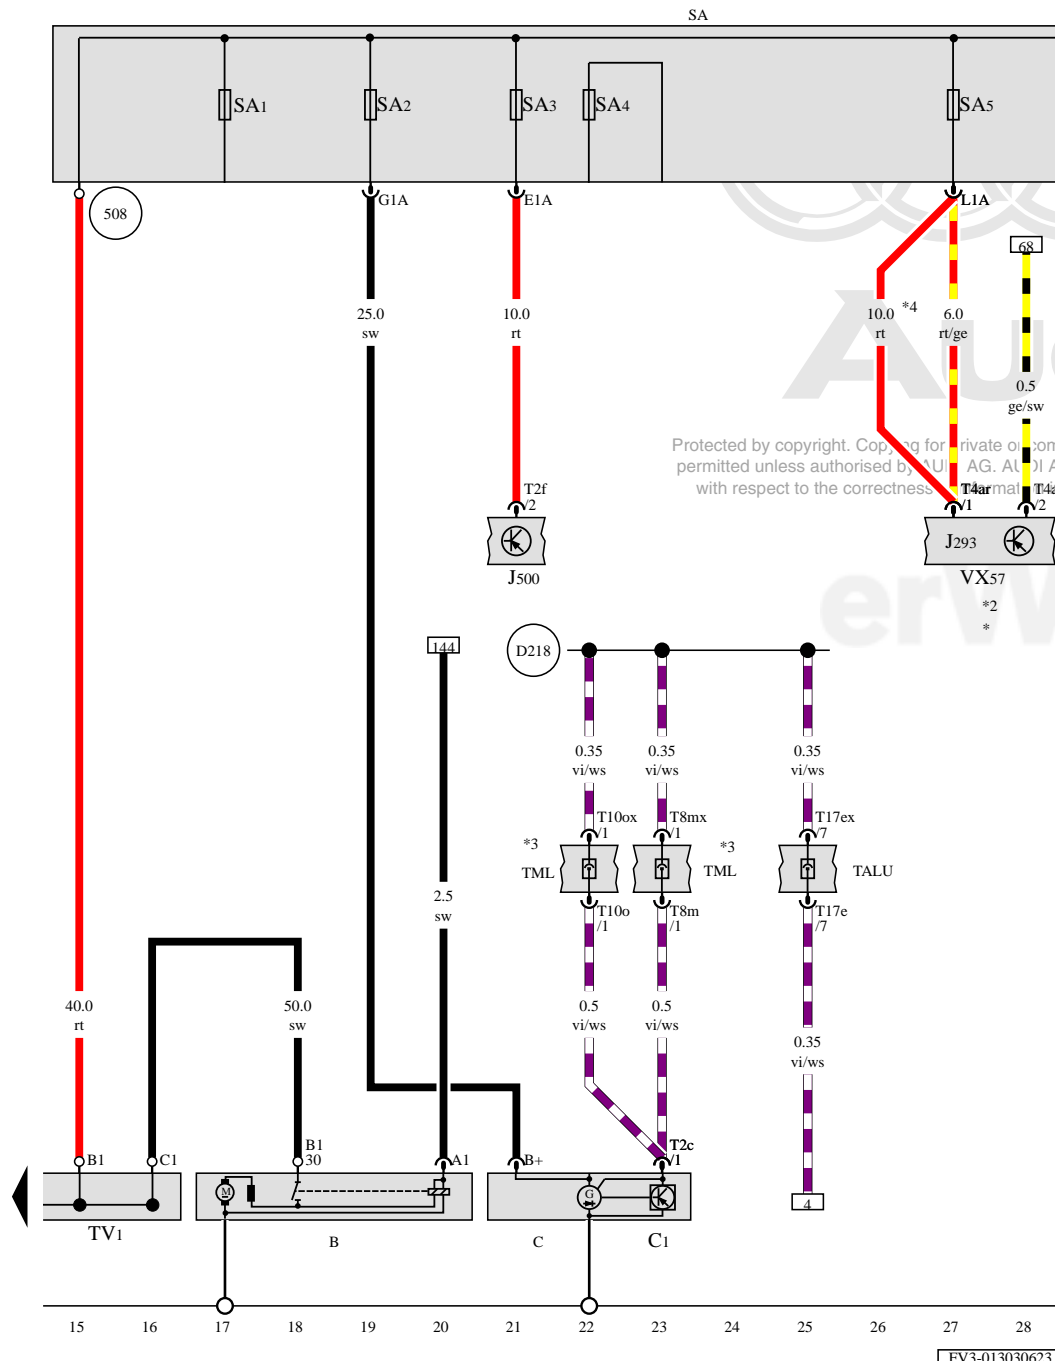 SA
SA1
SA2
SA3
SA4
SA5
508
G1A
E1A
L1A
68
25.0
sw
10.0
rt
10.0
rt
*4
6.0
rt/ge
0.5
ge/sw
Protected by copyright. Copying for private or com
permitted unless authorised by AUDI AG. AUDI A
with respect to the correctness
T2f
/2
T4ar
/1
/2
J500
J293
VX57
*2
*
144
D218
0.35
vi/ws
0.35
vi/ws
0.35
vi/ws
T10ox
/1
T8mx
/1
T17ex
/7
*3
TML
*3
TML
TALU
T10o
/1
T8m
/1
T17e
/7
2.5
sw
40.0
rt
50.0
sw
0.5
vi/ws
0.5
vi/ws
0.35
vi/ws
B1
C1
B1
30
A1
B+
T2c
/1
M
G
4
TV1
B
C
C1
15 16 17 18 19 20 21 22 23 24 25 26 27 28
FV3-013030623